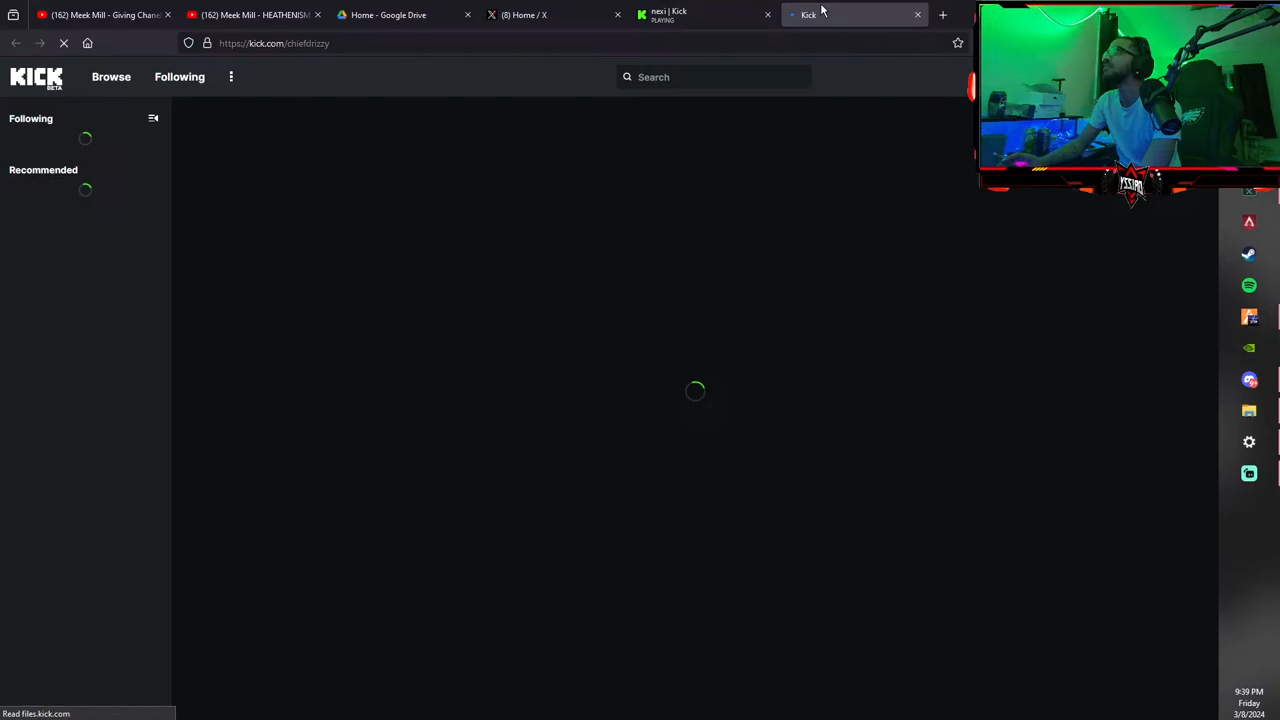 (162) Meek Mill - Giving Chanel
(162) Meek Mill - HEATHENISM
Home - Google Drive
(8) Home / X
nexi | Kick
PLAYING
Kick
https://kick.com/chiefdrizzy
KICK
BETA
Browse
Following
Search
Following
Recommended
DRIZZY
Read files.kick.com
9:39 PM
Friday
3/8/2024